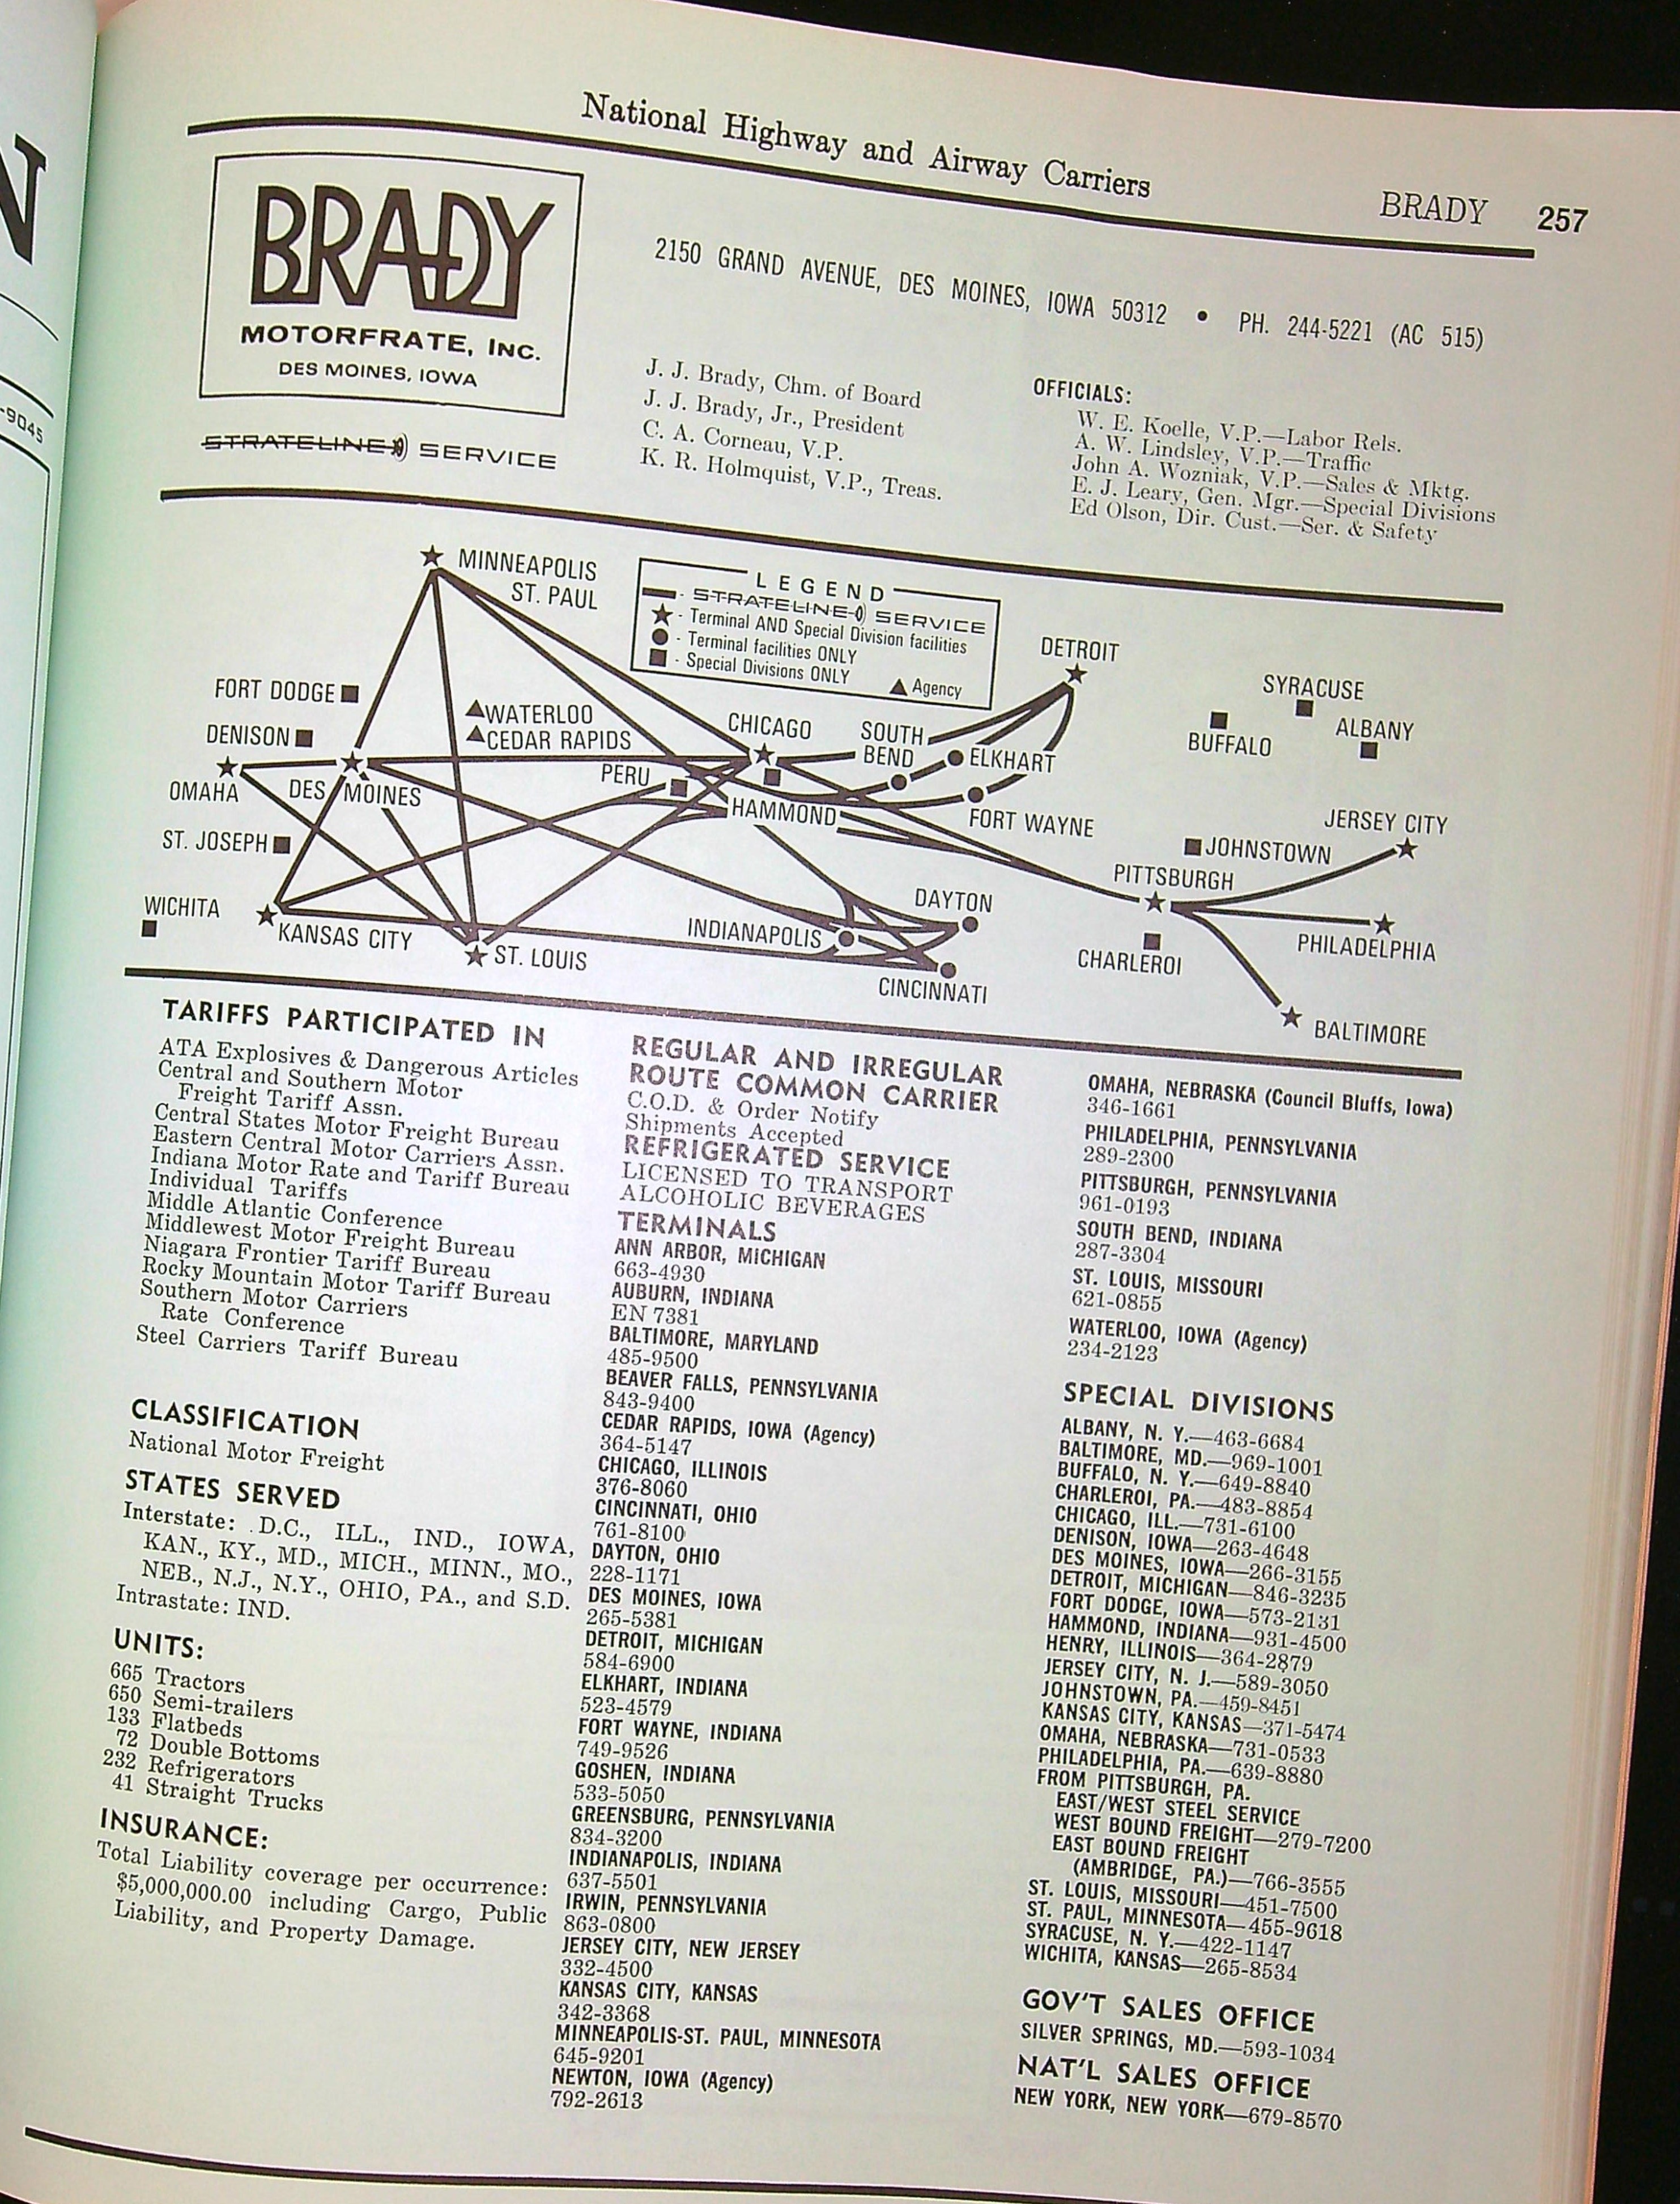 N
-9045
National Highway and Airway Carriers
BRADY 257
BRADY
MOTORFRATE, INC.
DES MOINES, IOWA
STRATELINE SERVICE
2150 GRAND AVENUE, DES MOINES, IOWA 50312 • PH. 244-5221 (AC 515)
J. J. Brady, Chm. of Board
J. J. Brady, Jr., President
C. A. Corneau, V.P.
K. R. Holmquist, V.P., Treas.
OFFICIALS:
W. E. Koelle, V.P.—Labor Rels.
A. W. Lindsley, V.P.—Traffic
John A. Wozniak, V.P.—Sales & Mktg.
E. J. Leary, Gen. Mgr.—Special Divisions
Ed Olson, Dir. Cust.—Ser. & Safety
MINNEAPOLIS
ST. PAUL
LEGEND
- STRATELINE SERVICE
★ - Terminal AND Special Division facilities
● - Terminal facilities ONLY
■ - Special Divisions ONLY
▲ Agency
DETROIT
SYRACUSE
BUFFALO
ALBANY
FORT DODGE
DENISON
WATERLOO
CEDAR RAPIDS
CHICAGO
SOUTH
BEND
ELKHART
PERU
OMAHA
DES MOINES
HAMMOND
FORT WAYNE
JERSEY CITY
ST. JOSEPH
JOHNSTOWN
PITTSBURGH
WICHITA
KANSAS CITY
ST. LOUIS
INDIANAPOLIS
DAYTON
CINCINNATI
CHARLEROI
PHILADELPHIA
BALTIMORE
TARIFFS PARTICIPATED IN
ATA Explosives & Dangerous Articles
Central and Southern Motor
Freight Tariff Assn.
Central States Motor Freight Bureau
Eastern Central Motor Carriers Assn.
Indiana Motor Rate and Tariff Bureau
Individual Tariffs
Middle Atlantic Conference
Middlewest Motor Freight Bureau
Niagara Frontier Tariff Bureau
Rocky Mountain Motor Tariff Bureau
Southern Motor Carriers
Rate Conference
Steel Carriers Tariff Bureau
CLASSIFICATION
National Motor Freight
STATES SERVED
Interstate: D.C., ILL., IND., IOWA,
KAN., KY., MD., MICH., MINN., MO.,
NEB., N.J., N.Y., OHIO, PA., and S.D.
Intrastate: IND.
UNITS:
665 Tractors
650 Semi-trailers
133 Flatbeds
72 Double Bottoms
232 Refrigerators
41 Straight Trucks
INSURANCE:
Total Liability coverage per occurrence:
$5,000,000.00 including Cargo, Public
Liability, and Property Damage.
REGULAR AND IRREGULAR
ROUTE COMMON CARRIER
C.O.D. & Order Notify
Shipments Accepted
REFRIGERATED SERVICE
LICENSED TO TRANSPORT
ALCOHOLIC BEVERAGES
TERMINALS
ANN ARBOR, MICHIGAN
663-4930
AUBURN, INDIANA
EN 7381
BALTIMORE, MARYLAND
485-9500
BEAVER FALLS, PENNSYLVANIA
843-9400
CEDAR RAPIDS, IOWA (Agency)
364-5147
CHICAGO, ILLINOIS
376-8060
CINCINNATI, OHIO
761-8100
DAYTON, OHIO
228-1171
DES MOINES, IOWA
265-5381
DETROIT, MICHIGAN
584-6900
ELKHART, INDIANA
523-4579
FORT WAYNE, INDIANA
749-9526
GOSHEN, INDIANA
533-5050
GREENSBURG, PENNSYLVANIA
834-3200
INDIANAPOLIS, INDIANA
637-5501
IRWIN, PENNSYLVANIA
863-0800
JERSEY CITY, NEW JERSEY
332-4500
KANSAS CITY, KANSAS
342-3368
MINNEAPOLIS-ST. PAUL, MINNESOTA
645-9201
NEWTON, IOWA (Agency)
792-2613
OMAHA, NEBRASKA (Council Bluffs, Iowa)
346-1661
PHILADELPHIA, PENNSYLVANIA
289-2300
PITTSBURGH, PENNSYLVANIA
961-0193
SOUTH BEND, INDIANA
287-3304
ST. LOUIS, MISSOURI
621-0855
WATERLOO, IOWA (Agency)
234-2123
SPECIAL DIVISIONS
ALBANY, N. Y.—463-6684
BALTIMORE, MD.—969-1001
BUFFALO, N. Y.—649-8840
CHARLEROI, PA.—483-8854
CHICAGO, ILL.—731-6100
DENISON, IOWA—263-4648
DES MOINES, IOWA—266-3155
DETROIT, MICHIGAN—846-3235
FORT DODGE, IOWA—573-2131
HAMMOND, INDIANA—931-4500
HENRY, ILLINOIS—364-2879
JERSEY CITY, N. J.—589-3050
JOHNSTOWN, PA.—459-8451
KANSAS CITY, KANSAS—371-5474
OMAHA, NEBRASKA—731-0533
PHILADELPHIA, PA.—639-8880
FROM PITTSBURGH, PA.
EAST/WEST STEEL SERVICE
WEST BOUND FREIGHT—279-7200
EAST BOUND FREIGHT
(AMBRIDGE, PA.)—766-3555
ST. LOUIS, MISSOURI—451-7500
ST. PAUL, MINNESOTA—455-9618
SYRACUSE, N. Y.—422-1147
WICHITA, KANSAS—265-8534
GOV'T SALES OFFICE
SILVER SPRINGS, MD.—593-1034
NAT'L SALES OFFICE
NEW YORK, NEW YORK—679-8570